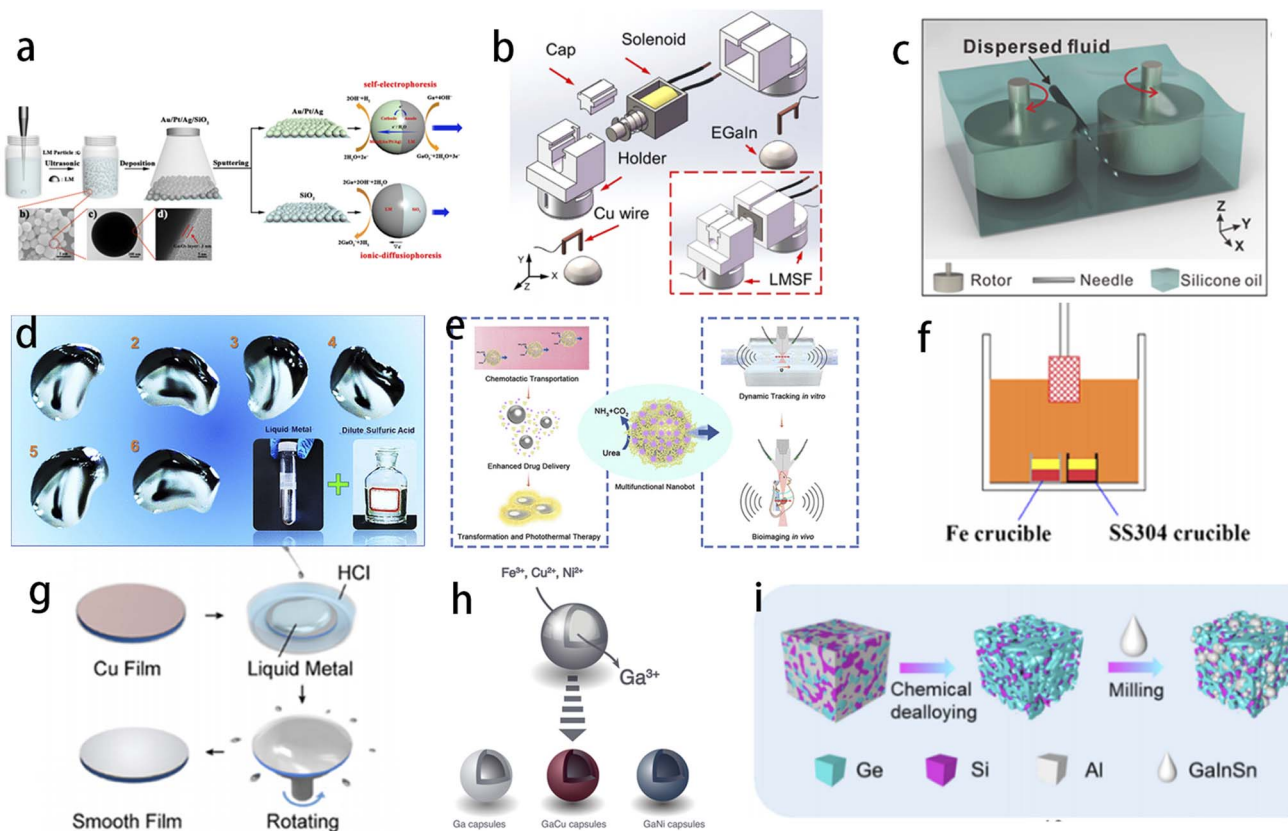 a
Au/Pt/Ag/SiO₂
LM Particle
Ultrasonic
: LM
Deposition
Sputtering
Au/Pt/Ag
SiO₂
self-electrophoresis
ionic-diffusiophoresis
b)
c)
d)
b
Cap
Solenoid
Holder
EGaIn
Cu wire
LMSF
Y
Z
X
c
Dispersed fluid
Z
Y
X
Rotor
Needle
Silicone oil
d
2
3
4
5
6
Liquid Metal
Dilute Sulfuric Acid
e
Chemotactic Transportation
Enhanced Drug Delivery
Transformation and Photothermal Therapy
NH₃+CO₂
Urea
Multifunctional Nanobot
Dynamic Tracking in vitro
Bioimaging in vivo
f
Fe crucible
SS304 crucible
g
HCl
Cu Film
Liquid Metal
Smooth Film
Rotating
h
Fe³⁺, Cu²⁺, Ni²⁺
Ga³⁺
Ga capsules
GaCu capsules
GaNi capsules
i
Chemical
dealloying
Milling
Ge
Si
Al
GaInSn